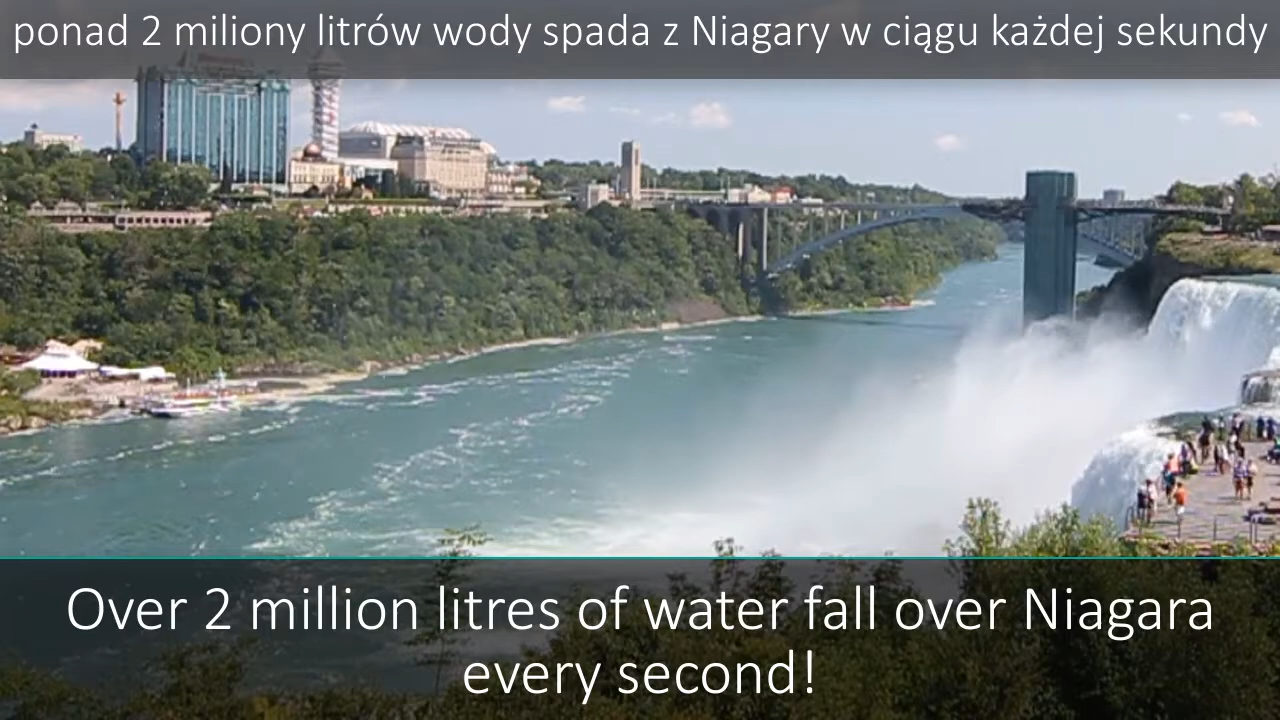 ponad 2 miliony litrów wody spada z Niagary w ciągu każdej sekundy
Over 2 million litres of water fall over Niagara
every second!